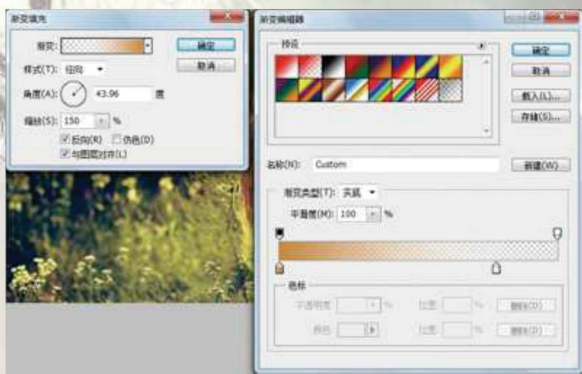 渐变填充
渐变:
确定
样式(T): 径向
取消
角度(A): 43.96 度
缩放(S): 150 %
反向(R) 仿色(D)
与图层对齐(L)
渐变编辑器
预设
确定
取消
载入(L)...
存储(S)...
名称(N): Custom
新建(W)
渐变类型(T): 实底
平滑度(M): 100 %
色标
不透明度: % 位置: % 删除(D)
颜色: 位置: % 删除(D)